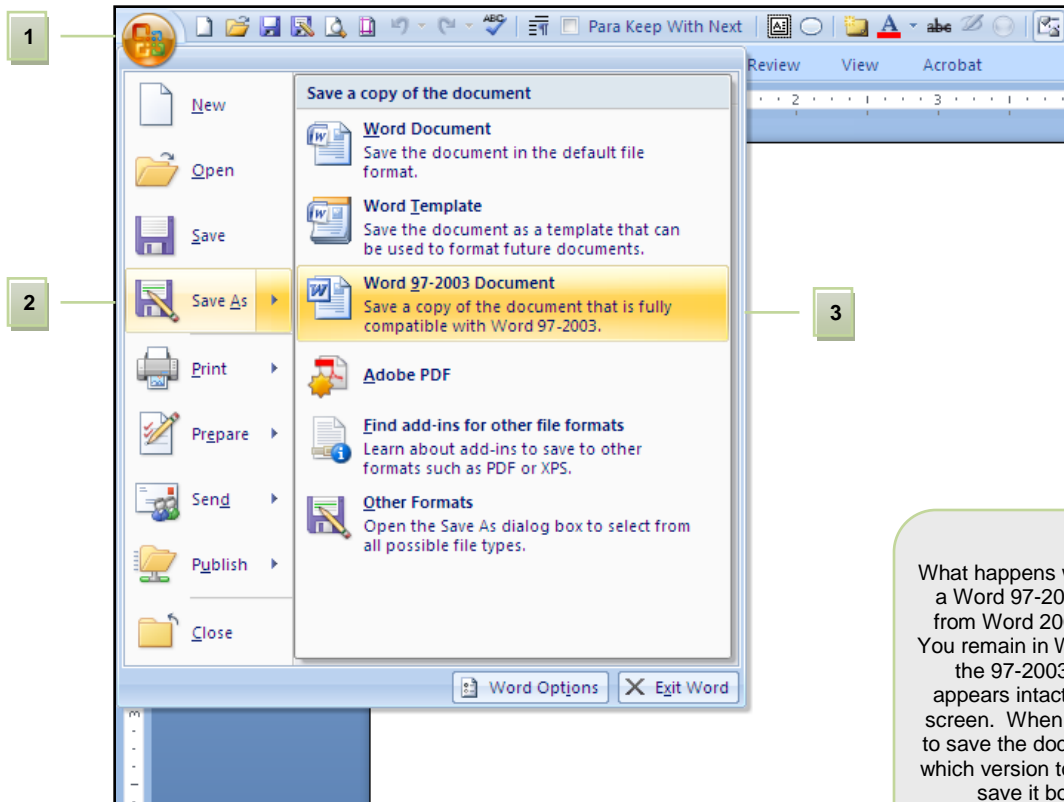 1
ABC
Para Keep With Next
A
abc
Review View Acrobat
2 3
Save a copy of the document
New
Word Document
Save the document in the default file
format.
Open
Word Template
Save the document as a template that can
be used to format future documents.
Save
2
Save As
Word 97-2003 Document
Save a copy of the document that is fully
compatible with Word 97-2003.
3
Print
Adobe PDF
Prepare
Find add-ins for other file formats
Learn about add-ins to save to other
formats such as PDF or XPS.
Send
Other Formats
Open the Save As dialog box to select from
all possible file types.
Publish
Close
Word Options Exit Word
3
What happens
a Word 97-20
from Word 20
You remain in
the 97-2003
appears intact
screen. When
to save the doc
which version
save it